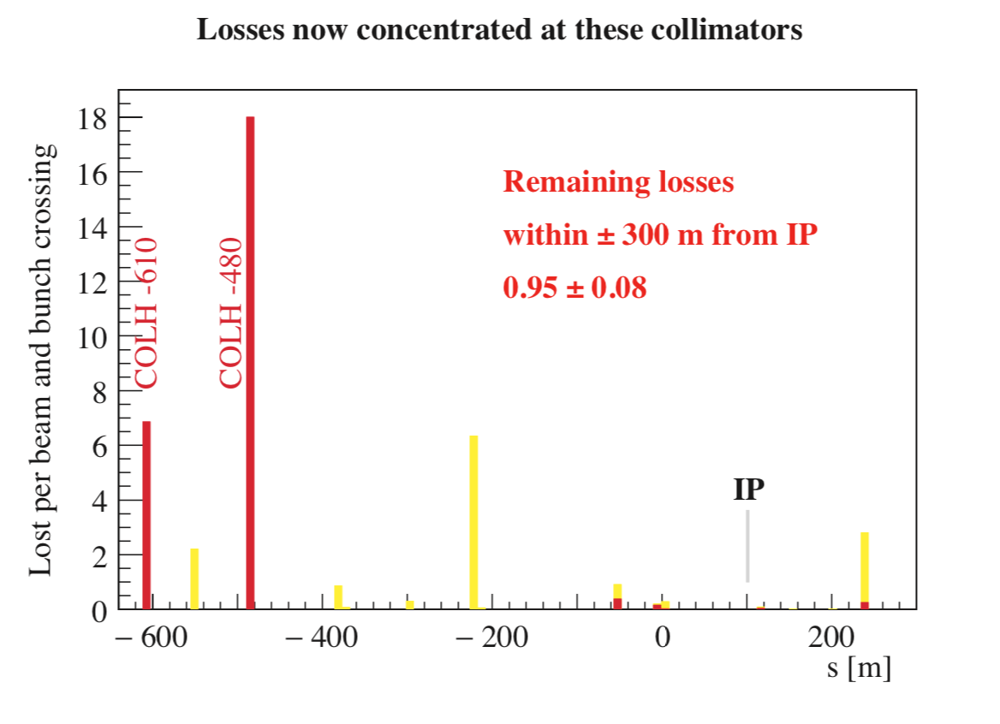 Losses now concentrated at these collimators
Lost per beam and bunch crossing
18
16
14
12
10
8
6
4
2
0
COLH -610
COLH -480
Remaining losses
within ± 300 m from IP
0.95 ± 0.08
IP
– 600
– 400
– 200
0
200
s [m]